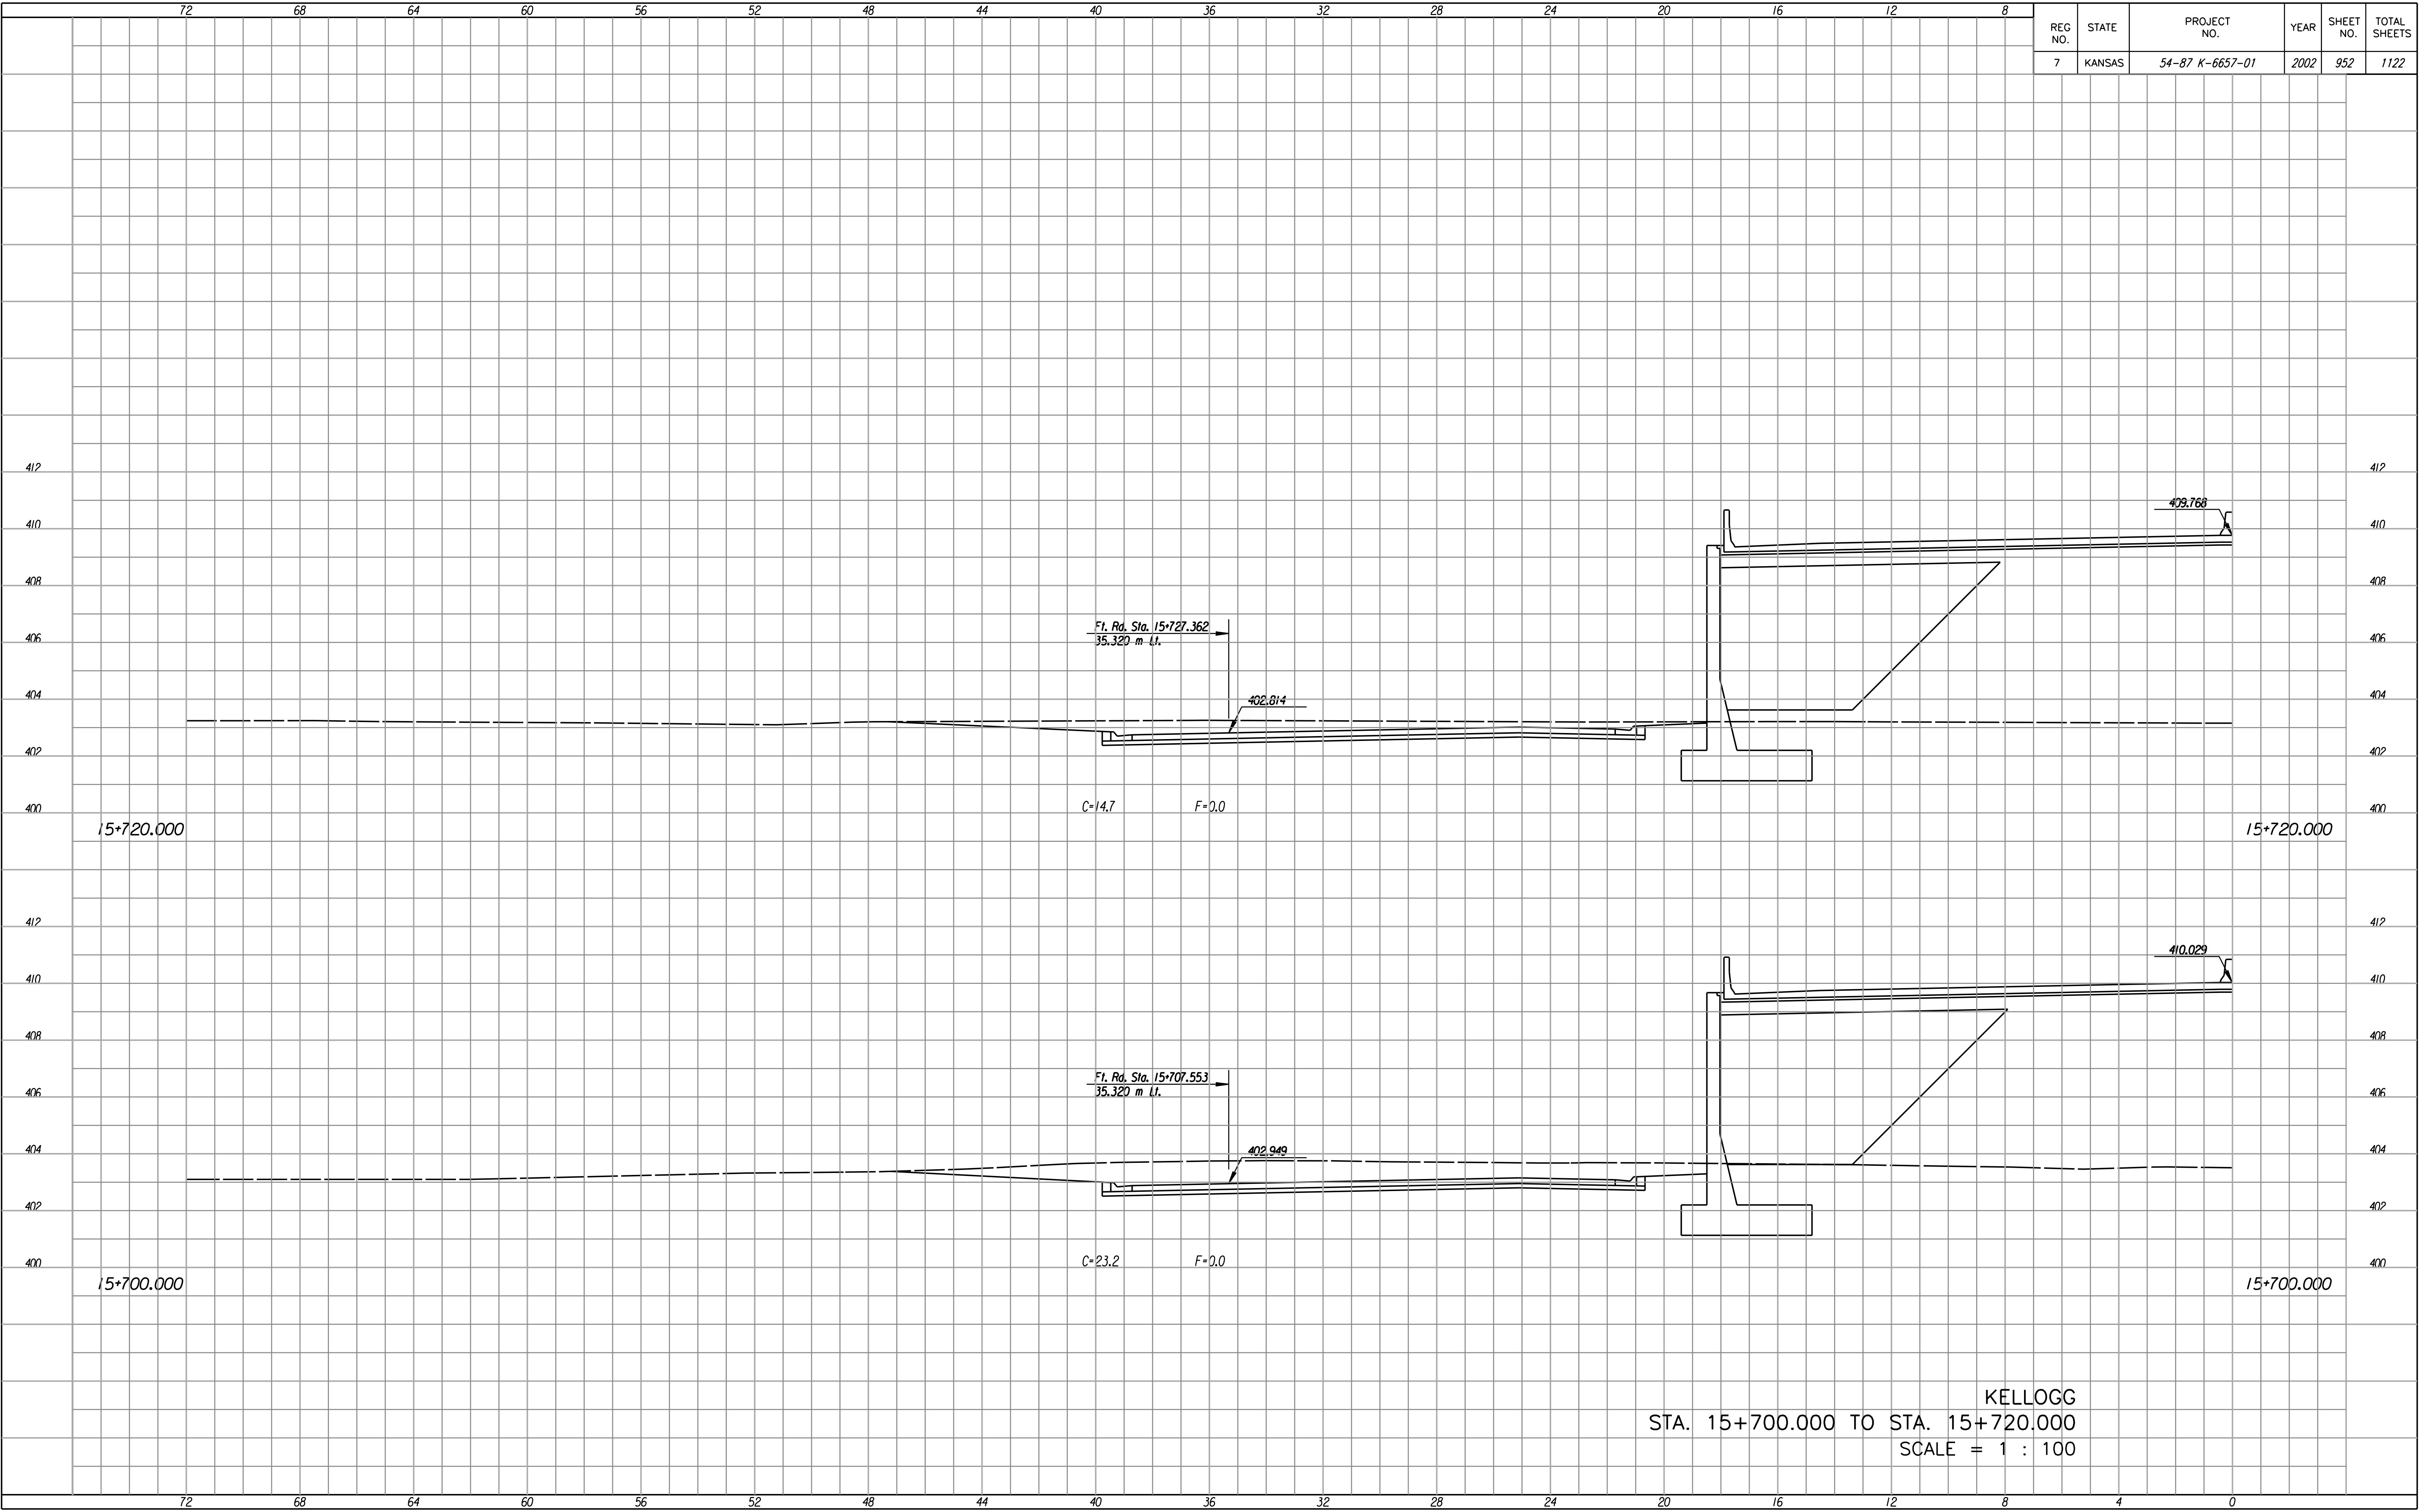 72 68 64 60 56 52 48 44 40 36 32 28 24 20 16 12 8
REG NO. STATE PROJECT NO. YEAR SHEET NO. TOTAL SHEETS
7 KANSAS 54-87 K-6657-01 2002 952 1122
412 412
409.768
410 410
408 408
Ft. Rd. Sta. 15+727.362
406 406
35.320 m Lt.
404 402.814 404
402 402
400 C=14.7 F=0.0 400
15+720.000 15+720.000
412 412
410.029
410 410
408 408
Ft. Rd. Sta. 15+707.553
406 406
35.320 m Lt.
404 402.949 404
402 402
400 C=23.2 F=0.0 400
15+700.000 15+700.000
KELLOGG
STA. 15+700.000 TO STA. 15+720.000
SCALE = 1 : 100
72 68 64 60 56 52 48 44 40 36 32 28 24 20 16 12 8 4 0